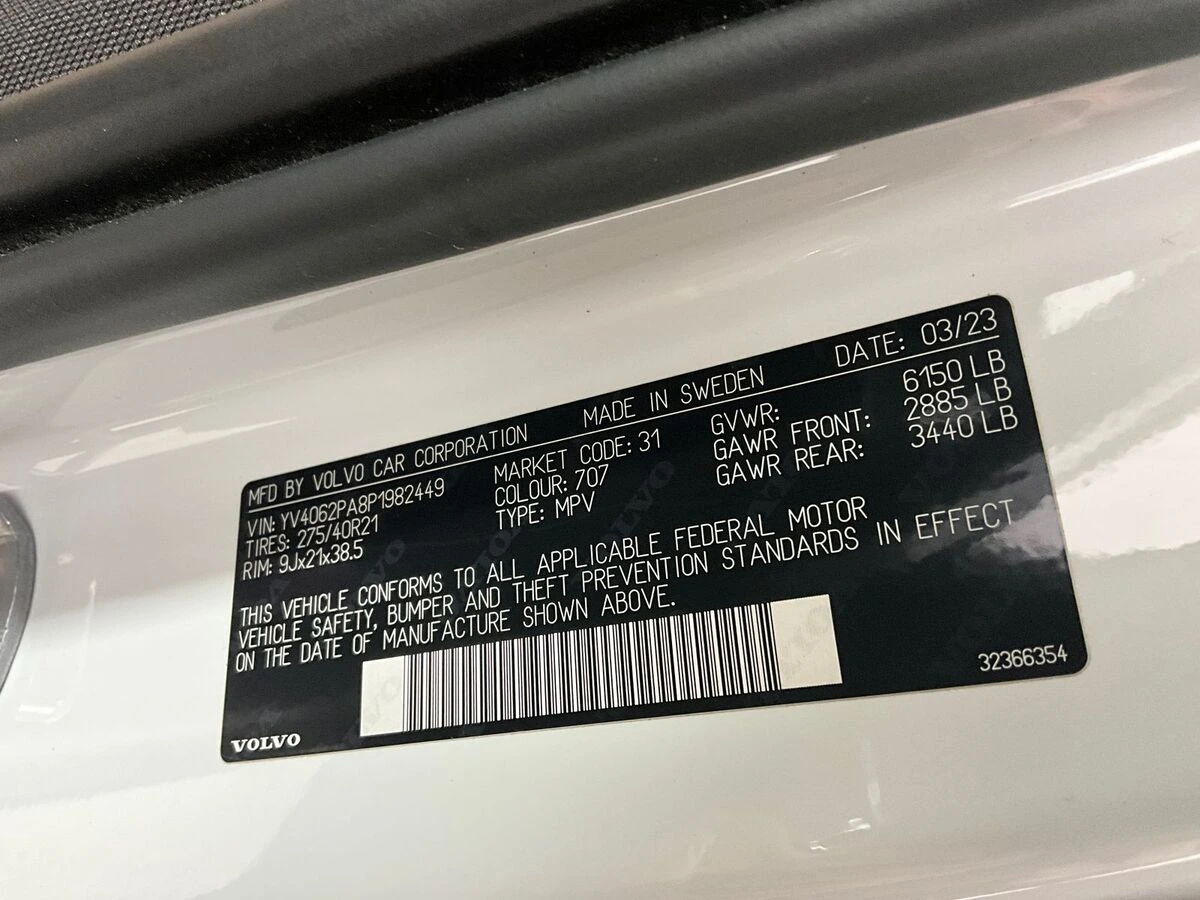 MFD BY VOLVO CAR CORPORATION MADE IN SWEDEN DATE: 03/23
VIN: YV4062PA8P1982449 MARKET CODE: 31 GVWR: 6150 LB
TIRES: 275/40R21 COLOUR: 707 GAWR FRONT: 2885 LB
RIM: 9Jx21x38.5 TYPE: MPV GAWR REAR: 3440 LB
THIS VEHICLE CONFORMS TO ALL APPLICABLE FEDERAL MOTOR
VEHICLE SAFETY, BUMPER AND THEFT PREVENTION STANDARDS IN EFFECT
ON THE DATE OF MANUFACTURE SHOWN ABOVE.
VOLVO 32366354